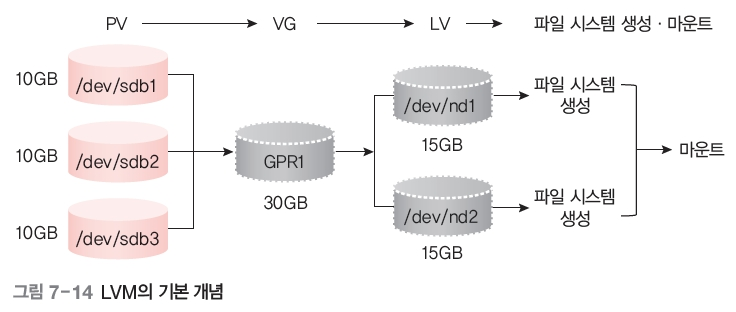 PV VG LV 파일 시스템 생성 · 마운트
10GB /dev/sdb1
10GB /dev/sdb2
10GB /dev/sdb3
GPR1
30GB
/dev/nd1
15GB
/dev/nd2
15GB
파일 시스템
생성
파일 시스템
생성
마운트
그림 7-14 LVM의 기본 개념